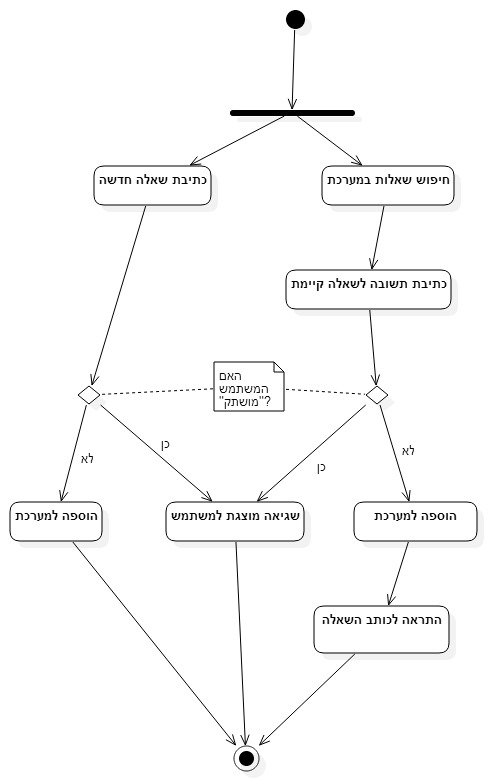 כתיבת שאלה חדשה
חיפוש שאלות במערכת
כתיבת תשובה לשאלה קיימת
האם
המשתמש
"מושתק"?
כן
לא
לא
כן
הוספה למערכת
שגיאה מוצגת למשתמש
הוספה למערכת
התראה לכותב השאלה